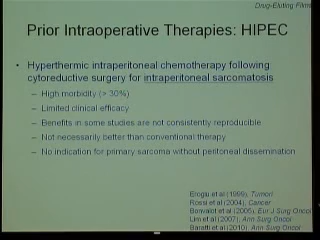 Drug-Eluting Films
Prior Intraoperative Therapies: HIPEC
• Hyperthermic intraperitoneal chemotherapy following
cytoreductive surgery for intraperitoneal sarcomatosis
– High morbidity (> 30%)
– Limited clinical efficacy
– Benefits in some studies are not consistently reproducible
– Not necessarily better than conventional therapy
– No indication for primary sarcoma without peritoneal dissemination
Eroglu et al (1999), Tumori
Rossi et al (2004), Cancer
Bonvalot et al (2005), Eur J Surg Oncol
Lim et al (2007), Ann Surg Oncol
Baratti et al (2010), Ann Surg Oncol